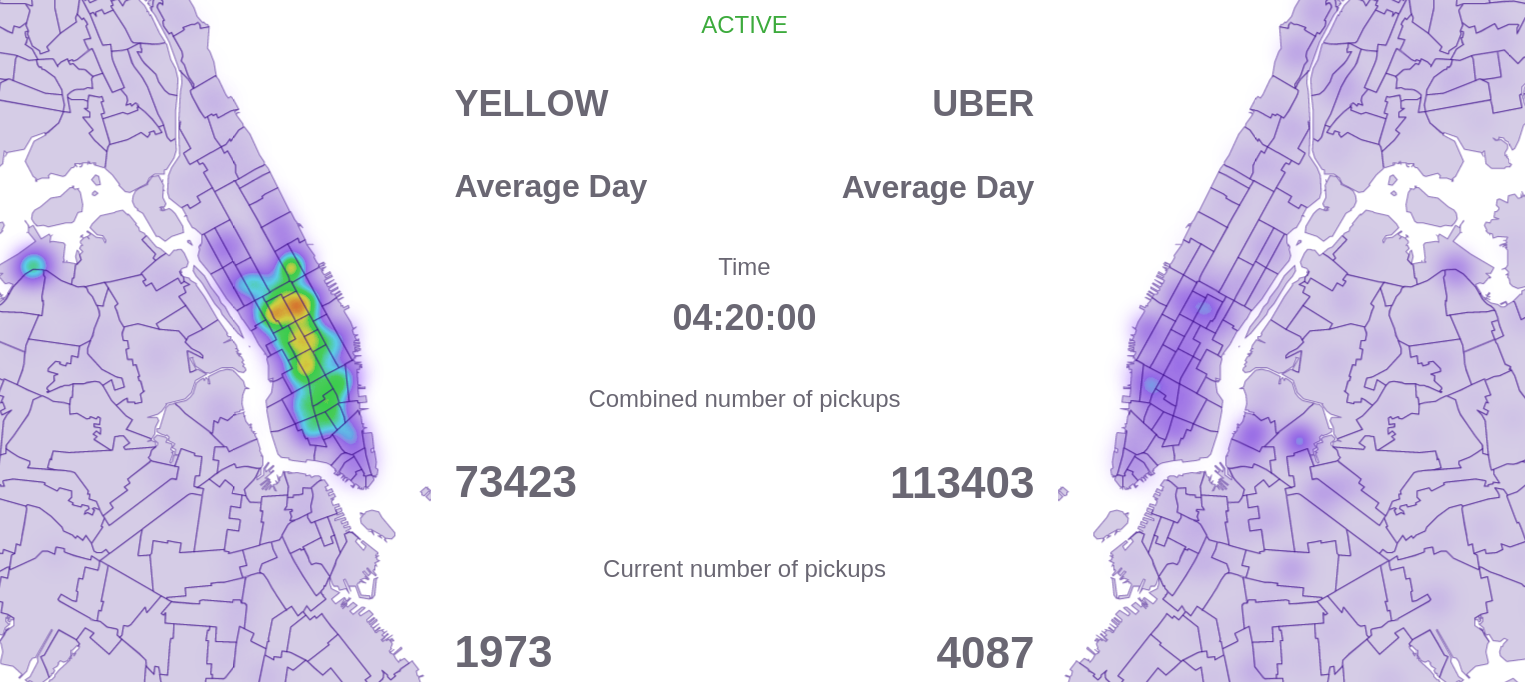 ACTIVE
YELLOW UBER
Average Day Average Day
Time
04:20:00
Combined number of pickups
73423 113403
Current number of pickups
1973 4087